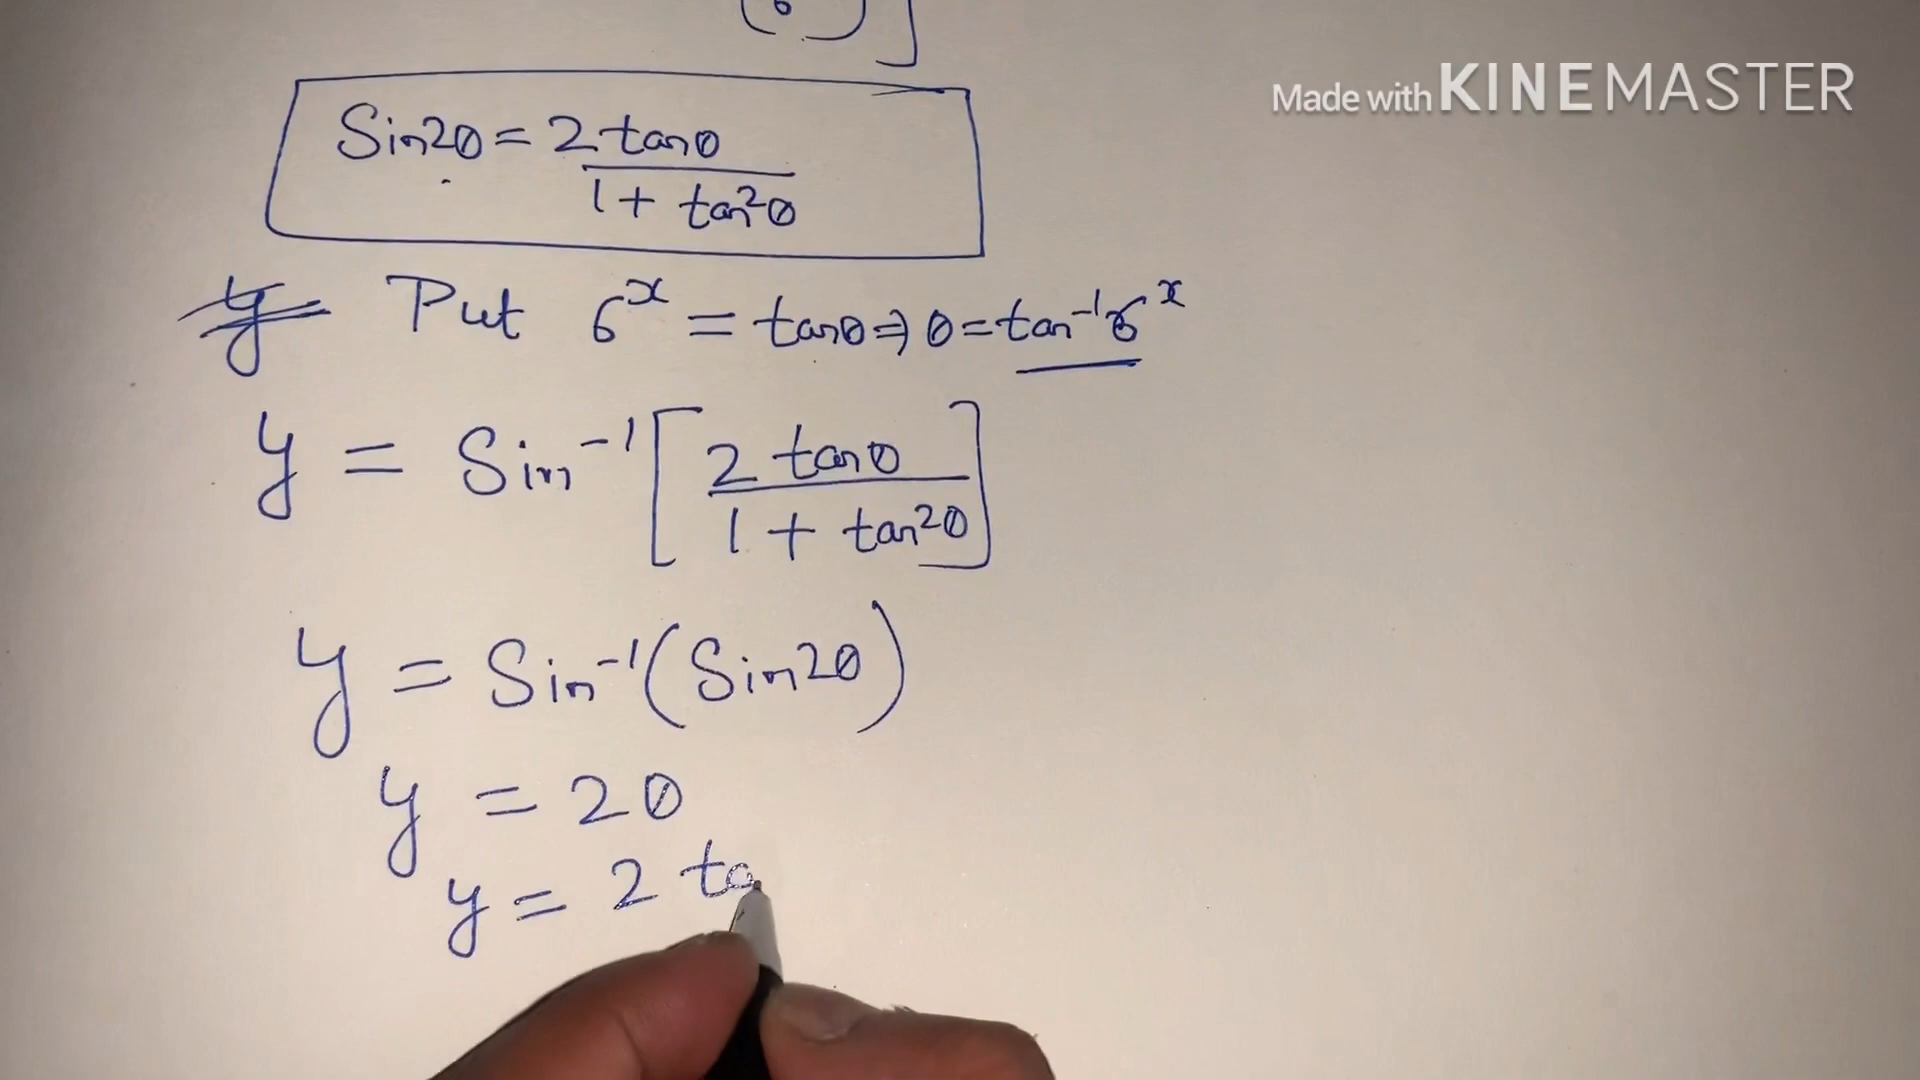 6
Made with KINEMASTER
Sin2θ = 2 tanθ
1 + tan²θ
y Put 6^x = tanθ ⇒ θ = tan⁻¹6^x
y = Sin⁻¹ [ 2 tanθ
1 + tan²θ ]
y = Sin⁻¹(Sin2θ)
y = 2θ
y = 2 ta